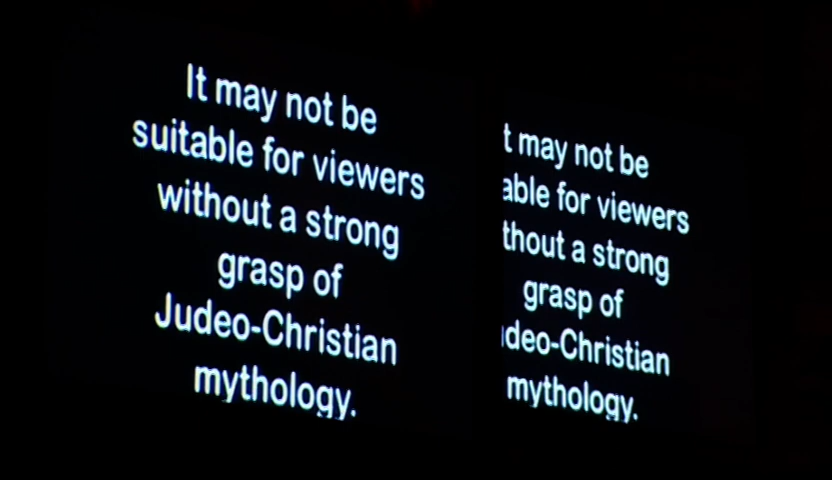 It may not be
suitable for viewers
without a strong
grasp of
Judeo-Christian
mythology.
t may not be
able for viewers
thout a strong
grasp of
deo-Christian
mythology.